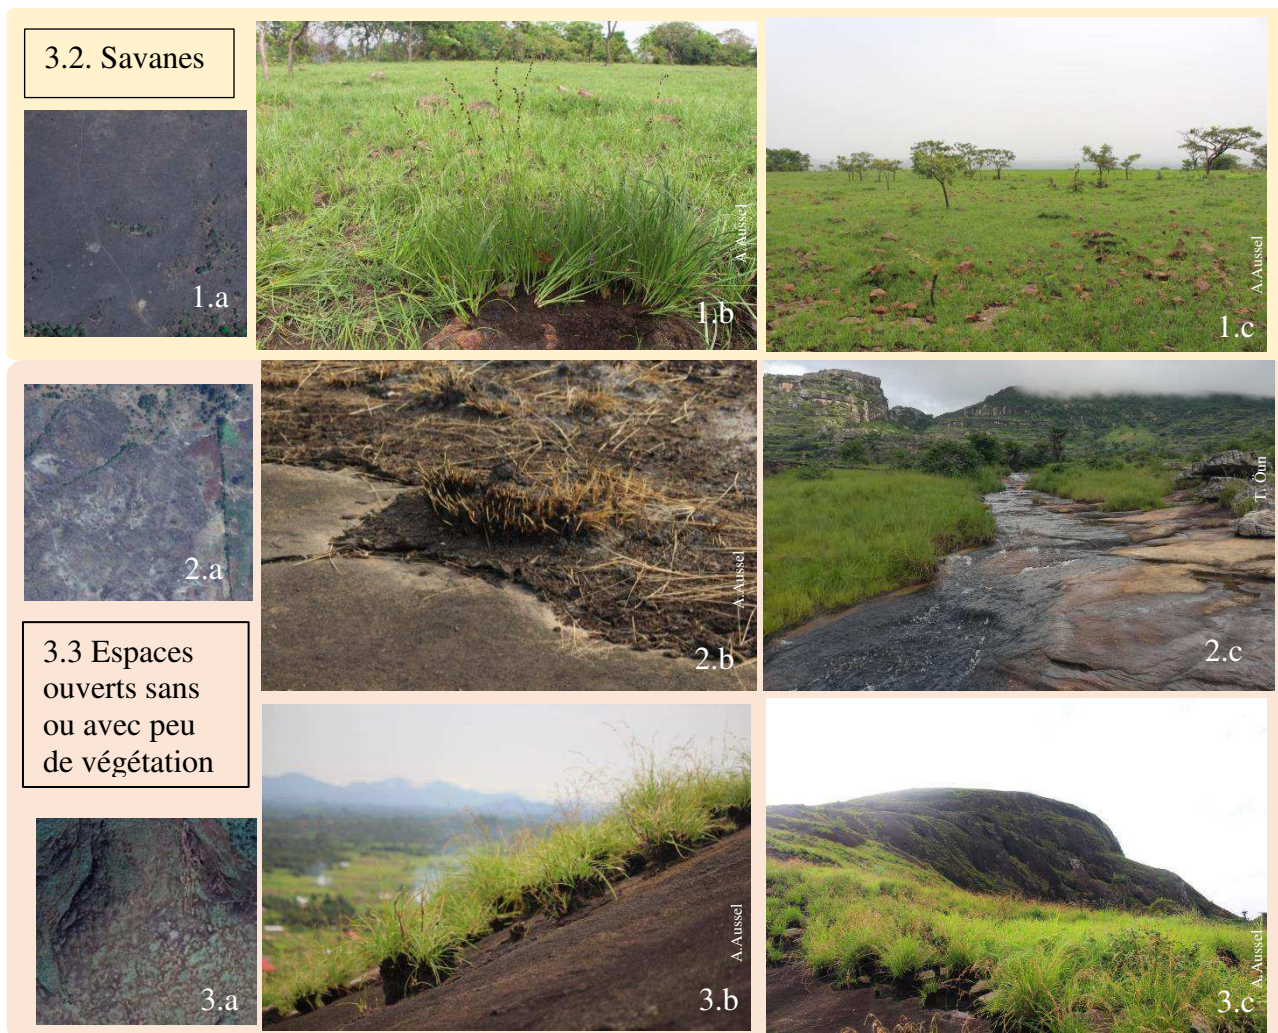 3.2. Savanes
1.a
A.Aussel
1.b
A.Aussel
1.c
2.a
A.Aussel
2.b
T. Oun
2.c
3.3 Espaces
ouverts sans
ou avec peu
de végétation
3.a
A.Aussel
3.b
A.Aussel
3.c